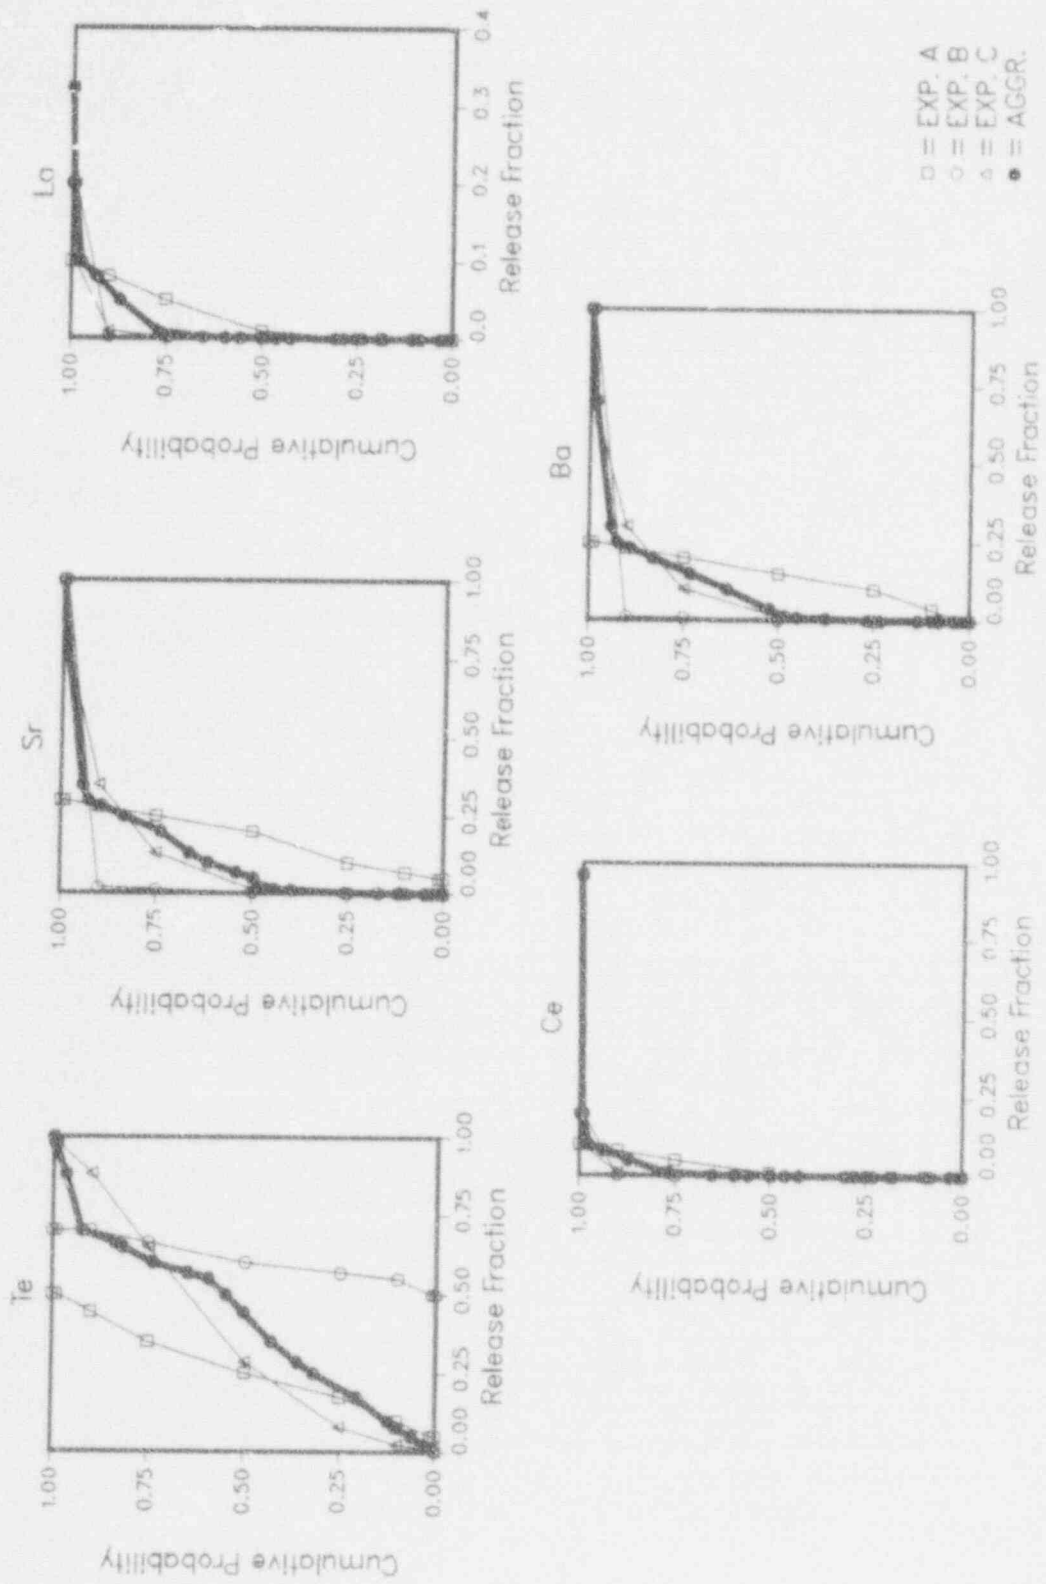 Te
Cumulative Probability
1.00
0.75
0.50
0.25
0.00
0.00 0.25 0.50 0.75 1.00
Release Fraction
Sr
Cumulative Probability
1.00
0.75
0.50
0.25
0.00
0.00 0.25 0.50 0.75 1.00
Release Fraction
La
Cumulative Probability
1.00
0.75
0.50
0.25
0.00
0.0 0.1 0.2 0.3 0.4
Release Fraction
Ce
Cumulative Probability
1.00
0.75
0.50
0.25
0.00
0.00 0.25 0.50 0.75 1.00
Release Fraction
Ba
Cumulative Probability
1.00
0.75
0.50
0.25
0.00
0.00 0.25 0.50 0.75 1.00
Release Fraction
□ = EXP. A
○ = EXP. B
△ = EXP. C
● = AGGR.